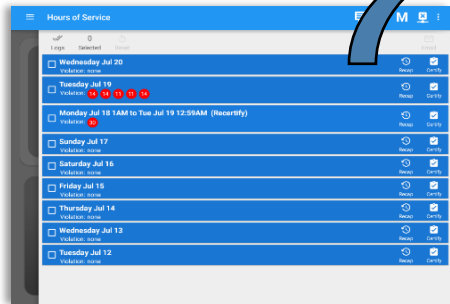 Hours of Service
M
Logs
0
Selected
Email
Wednesday Jul 20
Violation: none
Recap
Certify
Tuesday Jul 19
Violation: 14 14 11 11 14
Recap
Certify
Monday Jul 18 1AM to Tue Jul 19 12:59AM (Recertify)
Violation: 30
Recap
Certify
Sunday Jul 17
Violation: none
Recap
Certify
Saturday Jul 16
Violation: none
Recap
Certify
Friday Jul 15
Violation: none
Recap
Certify
Thursday Jul 14
Violation: none
Recap
Certify
Wednesday Jul 13
Violation: none
Recap
Certify
Tuesday Jul 12
Violation: none
Recap
Certify